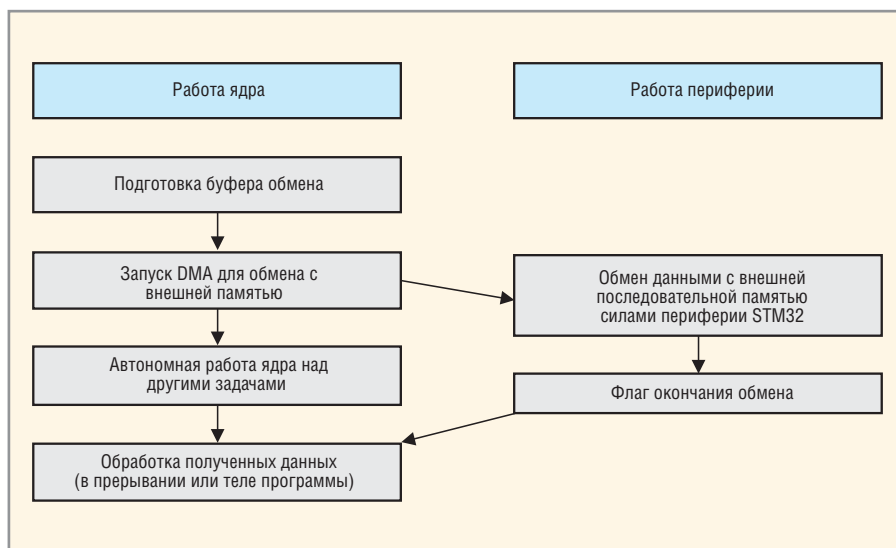 Работа ядра
Работа периферии
Подготовка буфера обмена
Запуск DMA для обмена с
внешней памятью
Обмен данными с внешней
последовательной памятью
силами периферии STM32
Автономная работа ядра над
другими задачами
Флаг окончания обмена
Обработка полученных данных
(в прерывании или теле программы)